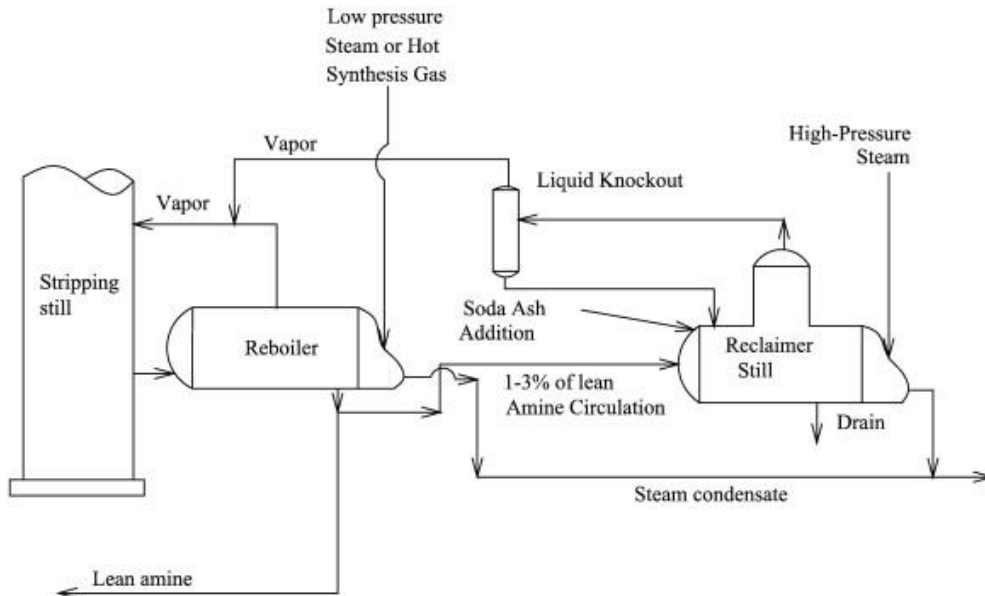 Low pressure
Steam or Hot
Synthesis Gas
High-Pressure
Steam
Vapor
Liquid Knockout
Vapor
Stripping
still
Soda Ash
Addition
Reboiler
Reclaimer
Still
1-3% of lean
Amine Circulation
Drain
Steam condensate
Lean amine